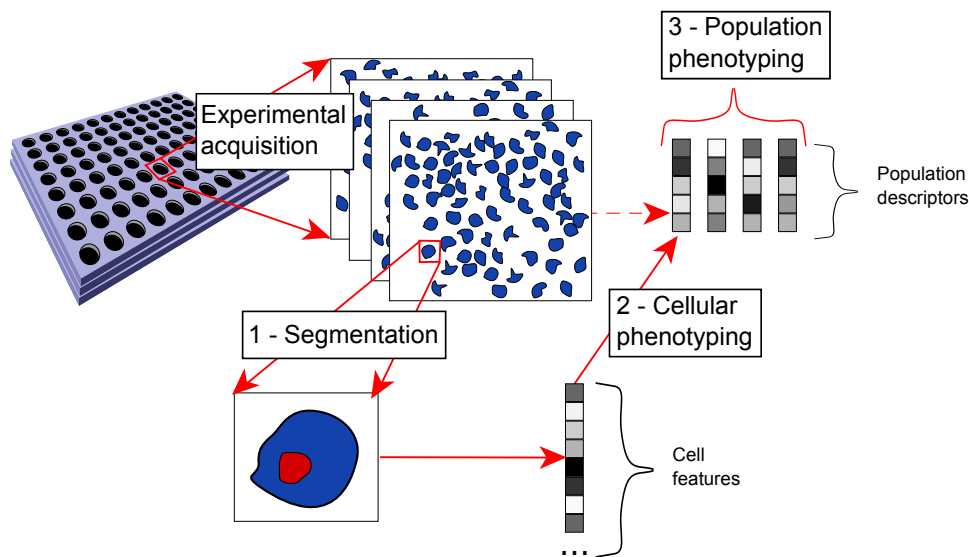 3 - Population
phenotyping
Experimental
acquisition
Population
descriptors
1 - Segmentation
2 - Cellular
phenotyping
Cell
features
...